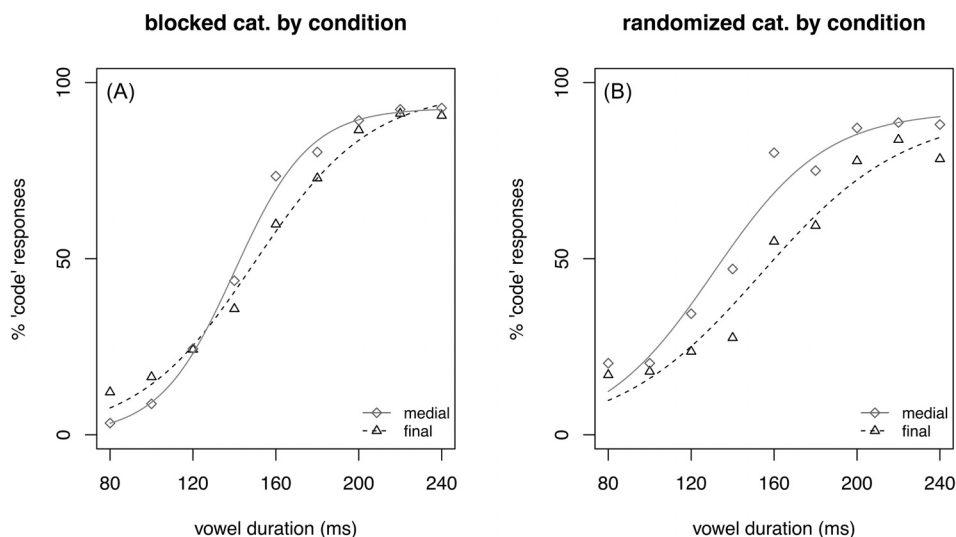 blocked cat. by condition
(A)
% 'code' responses
100
50
0
medial
final
80 120 160 200 240
vowel duration (ms)
randomized cat. by condition
(B)
% 'code' responses
100
50
0
medial
final
80 120 160 200 240
vowel duration (ms)